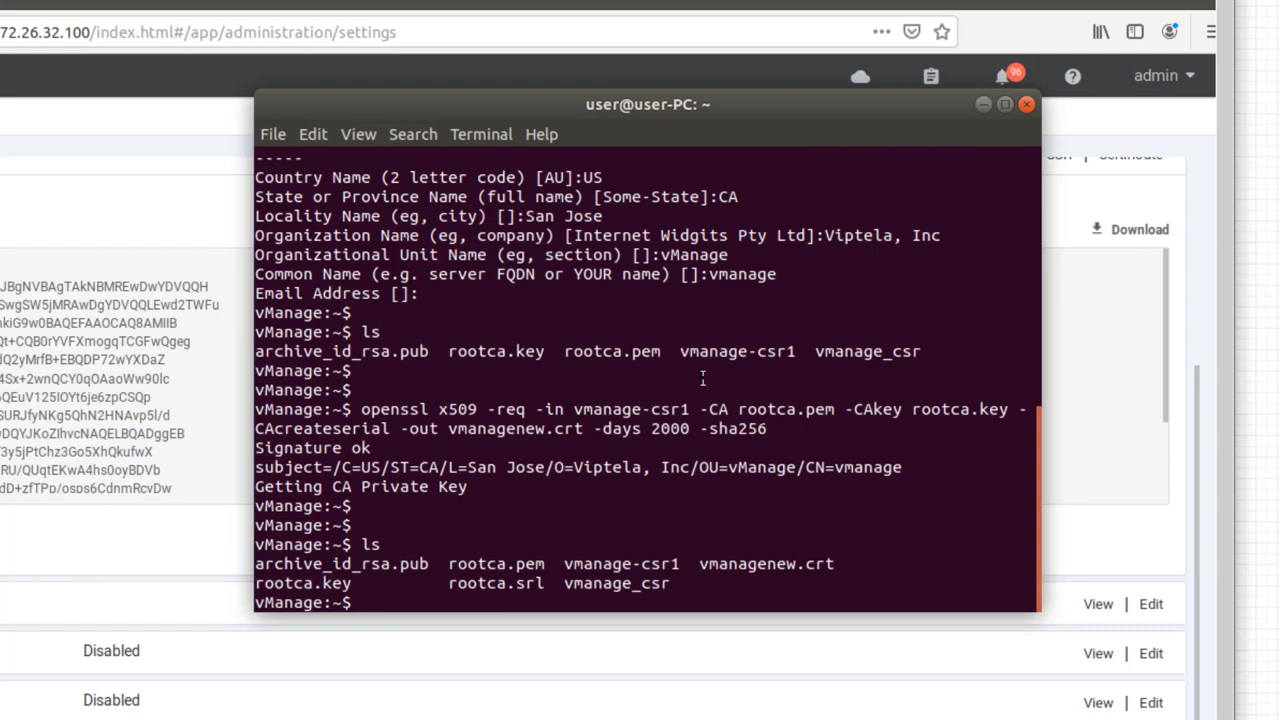 72.26.32.100/index.html#/app/administration/settings
96
admin
user@user-PC: ~
File Edit View Search Terminal Help
-----
Certificate
Country Name (2 letter code) [AU]:US
State or Province Name (full name) [Some-State]:CA
Locality Name (eg, city) []:San Jose
Organization Name (eg, company) [Internet Widgits Pty Ltd]:Viptela, Inc
Organizational Unit Name (eg, section) []:vManage
Common Name (e.g. server FQDN or YOUR name) []:vmanage
Email Address []:
vManage:~$
vManage:~$ ls
archive_id_rsa.pub rootca.key rootca.pem vmanage-csr1 vmanage_csr
vManage:~$
vManage:~$
vManage:~$ openssl x509 -req -in vmanage-csr1 -CA rootca.pem -CAkey rootca.key -
CAcreateserial -out vmanagenew.crt -days 2000 -sha256
Signature ok
subject=/C=US/ST=CA/L=San Jose/O=Viptela, Inc/OU=vManage/CN=vmanage
Getting CA Private Key
vManage:~$
vManage:~$
vManage:~$ ls
archive_id_rsa.pub rootca.pem vmanage-csr1 vmanagenew.crt
rootca.key rootca.srl vmanage_csr
vManage:~$
Download
JBgNVBAgTAkNBMREwDwYDVQQH
SwgSW5jMRAwDgYDVQQLEwd2TWFu
nkiG9w0BAQEFAAOCAQ8AMIIB
Qt+CQB0rYVFXmogqTCGFwQgeg
dQ2yMrfBa+EBQDP72wYXDaZ
4Sx+2wnQCY0qOAaoWw90lc
EUuV125lOYt6je6zpCSQp
SURJfyNKg5QhN2HNAvp5l/d
DQYJKoZIhvcNAQELBQADggEB
3y5jPtChz3Go5XhQkufwX
RU/QUqtEKwA4hs0oyBDVb
dD+zfTPp/osps6CdnmRcvDw
View | Edit
Disabled
View | Edit
Disabled
View | Edit